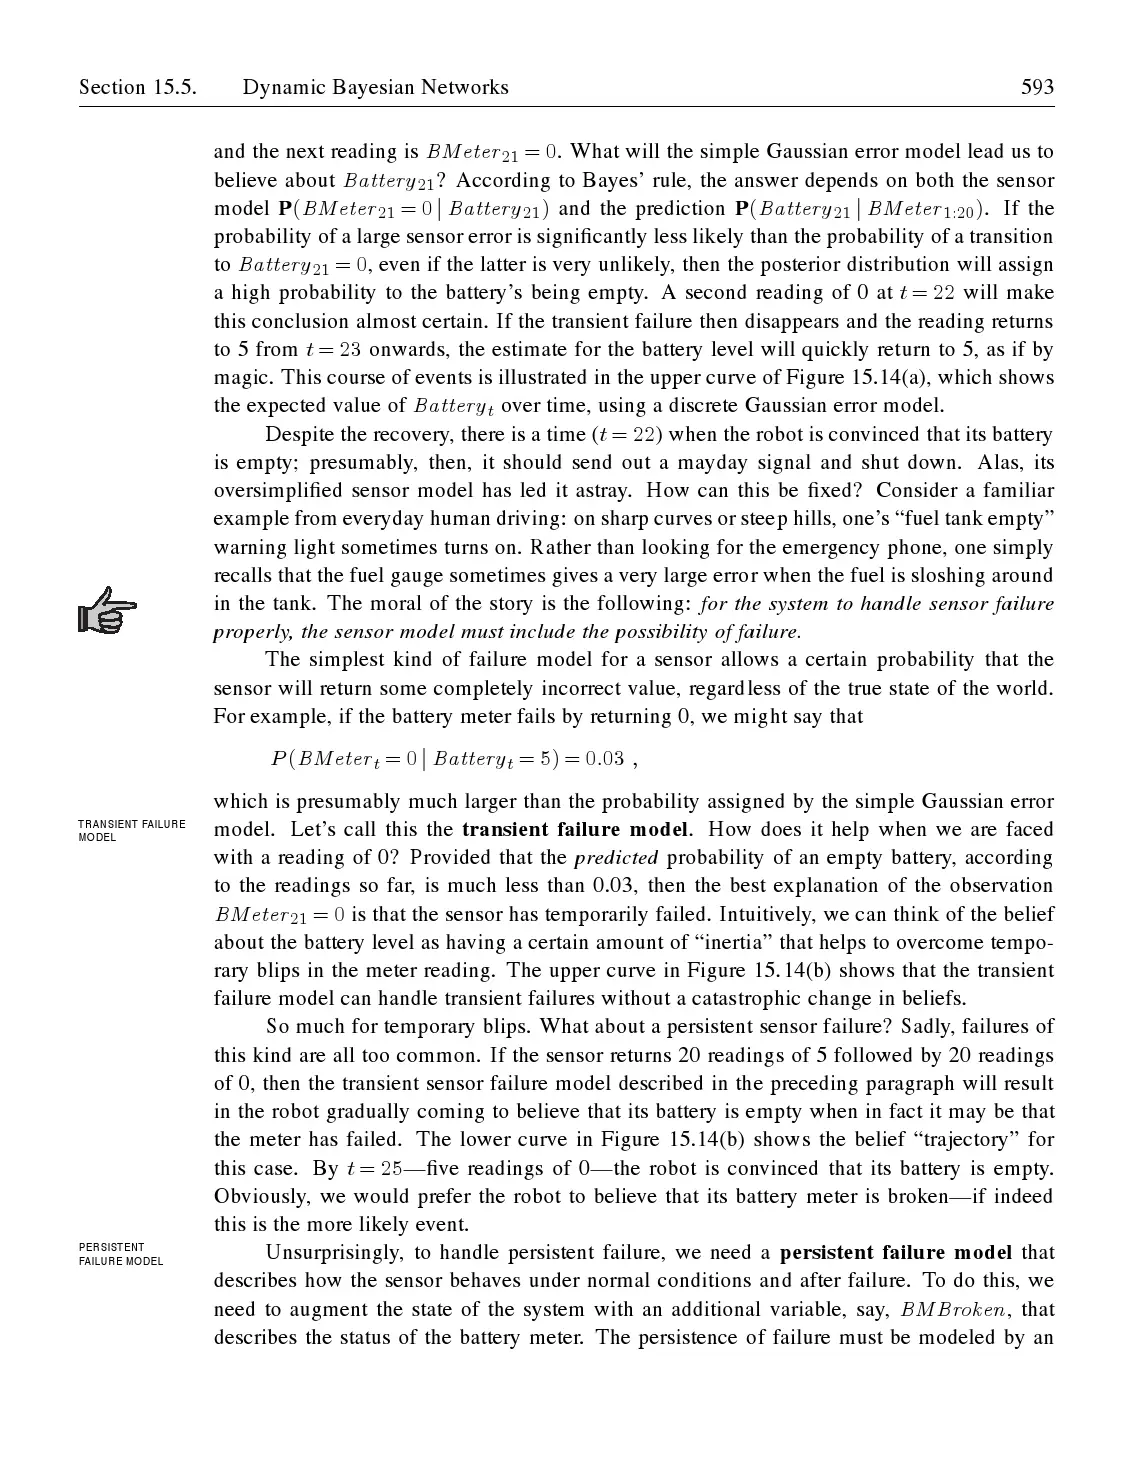 Section 15.5. Dynamic Bayesian Networks 593
and the next reading is BMeter₂₁ = 0. What will the simple Gaussian error model lead us to
believe about Battery₂₁? According to Bayes’ rule, the answer depends on both the sensor
model P(BMeter₂₁ = 0 | Battery₂₁) and the prediction P(Battery₂₁ | BMeter₁:₂₀). If the
probability of a large sensor error is significantly less likely than the probability of a transition
to Battery₂₁ = 0, even if the latter is very unlikely, then the posterior distribution will assign
a high probability to the battery’s being empty. A second reading of 0 at t = 22 will make
this conclusion almost certain. If the transient failure then disappears and the reading returns
to 5 from t = 23 onwards, the estimate for the battery level will quickly return to 5, as if by
magic. This course of events is illustrated in the upper curve of Figure 15.14(a), which shows
the expected value of Batteryₜ over time, using a discrete Gaussian error model.
Despite the recovery, there is a time (t = 22) when the robot is convinced that its battery
is empty; presumably, then, it should send out a mayday signal and shut down. Alas, its
oversimplified sensor model has led it astray. How can this be fixed? Consider a familiar
example from everyday human driving: on sharp curves or steep hills, one’s “fuel tank empty”
warning light sometimes turns on. Rather than looking for the emergency phone, one simply
recalls that the fuel gauge sometimes gives a very large error when the fuel is sloshing around
in the tank. The moral of the story is the following: for the system to handle sensor failure
properly, the sensor model must include the possibility of failure.
The simplest kind of failure model for a sensor allows a certain probability that the
sensor will return some completely incorrect value, regardless of the true state of the world.
For example, if the battery meter fails by returning 0, we might say that
P(BMeterₜ = 0 | Batteryₜ = 5) = 0.03 ,
which is presumably much larger than the probability assigned by the simple Gaussian error
TRANSIENT FAILURE
MODEL
model. Let’s call this the transient failure model. How does it help when we are faced
with a reading of 0? Provided that the predicted probability of an empty battery, according
to the readings so far, is much less than 0.03, then the best explanation of the observation
BMeter₂₁ = 0 is that the sensor has temporarily failed. Intuitively, we can think of the belief
about the battery level as having a certain amount of “inertia” that helps to overcome tempo-
rary blips in the meter reading. The upper curve in Figure 15.14(b) shows that the transient
failure model can handle transient failures without a catastrophic change in beliefs.
So much for temporary blips. What about a persistent sensor failure? Sadly, failures of
this kind are all too common. If the sensor returns 20 readings of 5 followed by 20 readings
of 0, then the transient sensor failure model described in the preceding paragraph will result
in the robot gradually coming to believe that its battery is empty when in fact it may be that
the meter has failed. The lower curve in Figure 15.14(b) shows the belief “trajectory” for
this case. By t = 25—five readings of 0—the robot is convinced that its battery is empty.
Obviously, we would prefer the robot to believe that its battery meter is broken—if indeed
this is the more likely event.
PERSISTENT
FAILURE MODEL
Unsurprisingly, to handle persistent failure, we need a persistent failure model that
describes how the sensor behaves under normal conditions and after failure. To do this, we
need to augment the state of the system with an additional variable, say, BMBroken, that
describes the status of the battery meter. The persistence of failure must be modeled by an